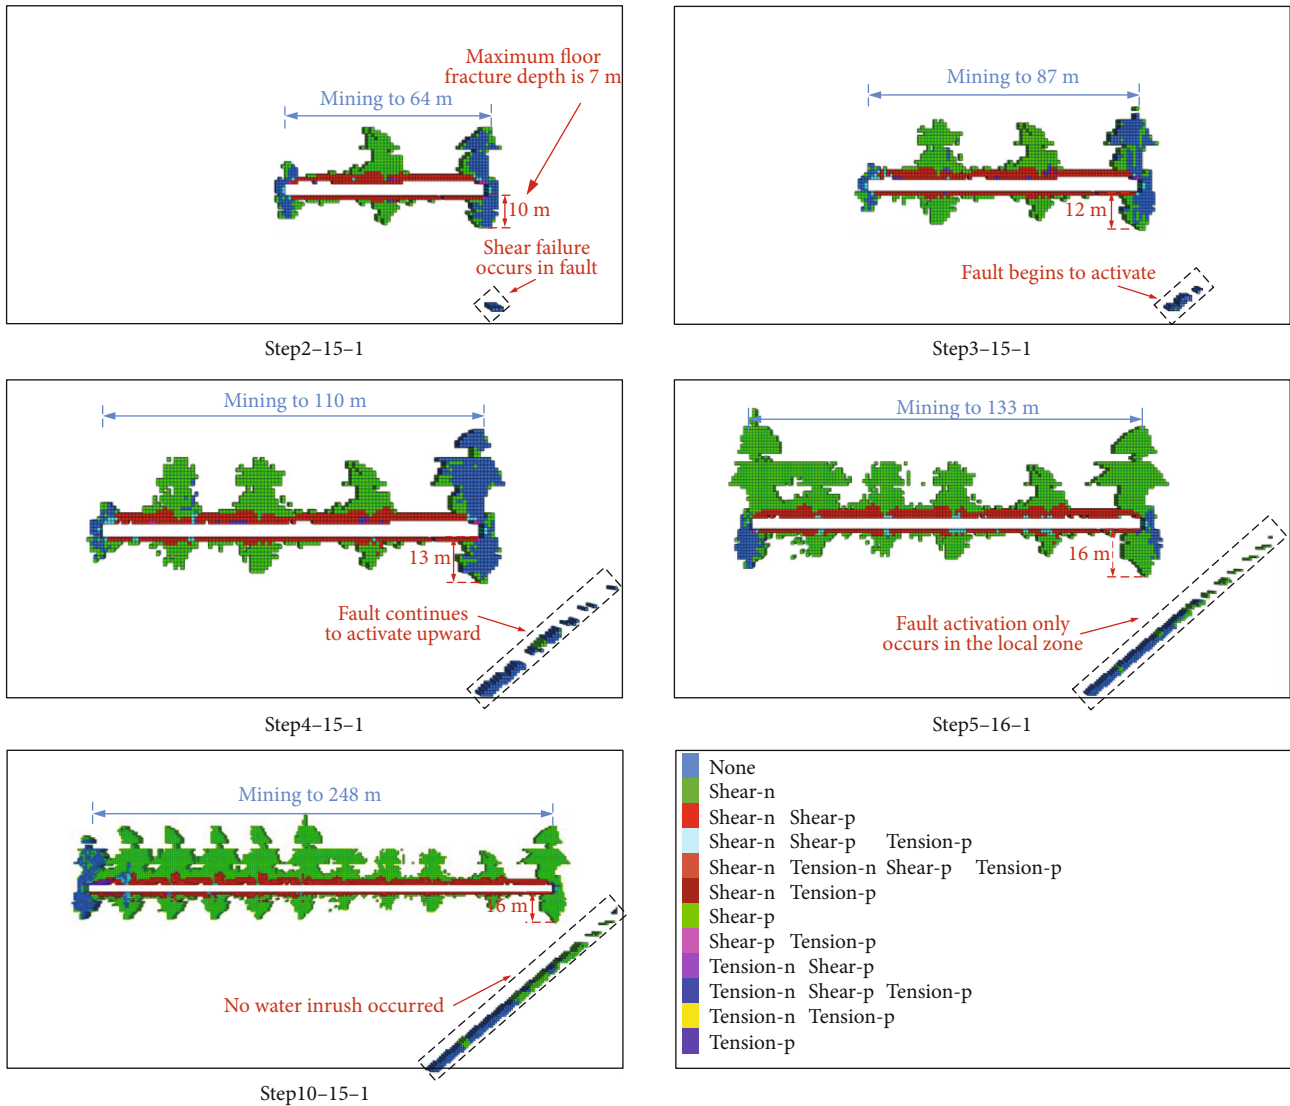 Maximum floor
fracture depth is 7 m
Mining to 64 m
10 m
Shear failure
occurs in fault
Step2–15–1
Mining to 87 m
12 m
Fault begins to activate
Step3–15–1
Mining to 110 m
13 m
Fault continues
to activate upward
Step4–15–1
Mining to 133 m
16 m
Fault activation only
occurs in the local zone
Step5–16–1
Mining to 248 m
16 m
No water inrush occurred
Step10–15–1
None
Shear-n
Shear-n Shear-p
Shear-n Shear-p Tension-p
Shear-n Tension-n Shear-p Tension-p
Shear-n Tension-p
Shear-p
Shear-p Tension-p
Tension-n Shear-p
Tension-n Shear-p Tension-p
Tension-n Tension-p
Tension-p